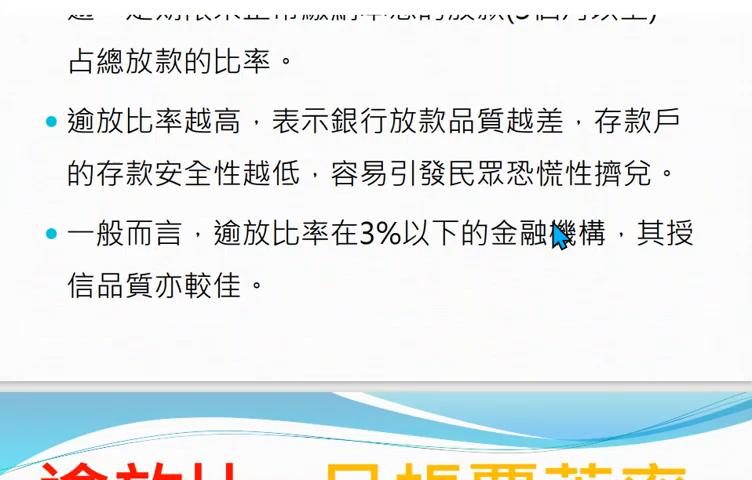 占總放款的比率。
逾放比率越高，表示銀行放款品質越差，存款戶
的存款安全性越低，容易引發民眾恐慌性擠兌。
一般而言，逾放比率在3%以下的金融機構，其授
信品質亦較佳。